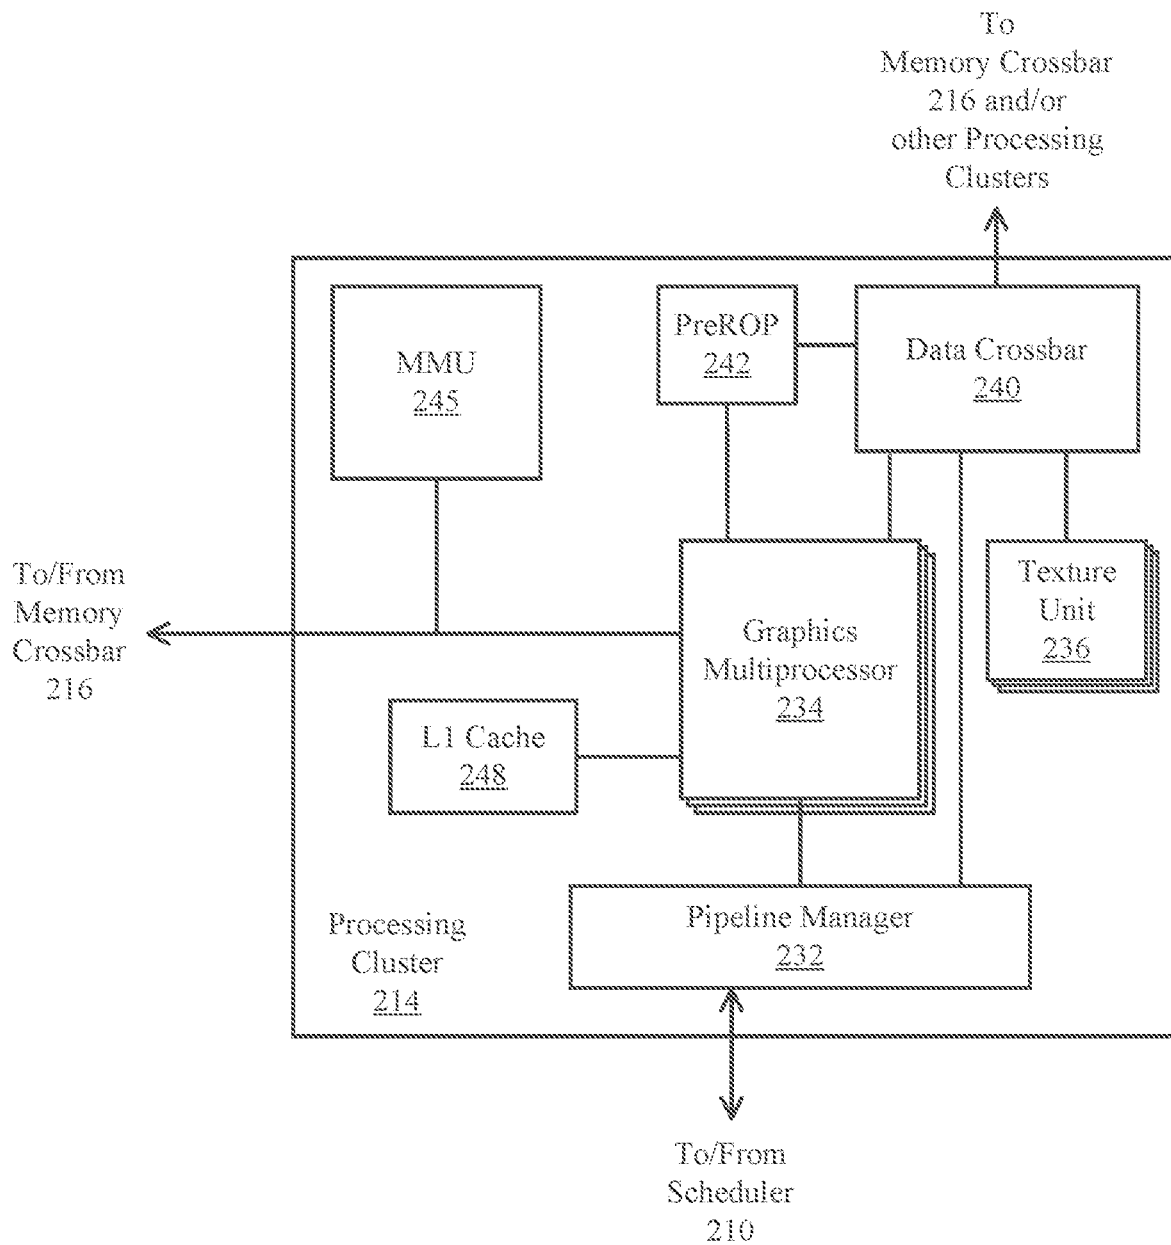 To
Memory Crossbar
216 and/or
other Processing
Clusters
MMU
245
PreROP
242
Data Crossbar
240
To/From
Memory
Crossbar
216
Graphics
Multiprocessor
234
Texture
Unit
236
L1 Cache
248
Processing
Cluster
214
Pipeline Manager
232
To/From
Scheduler
210